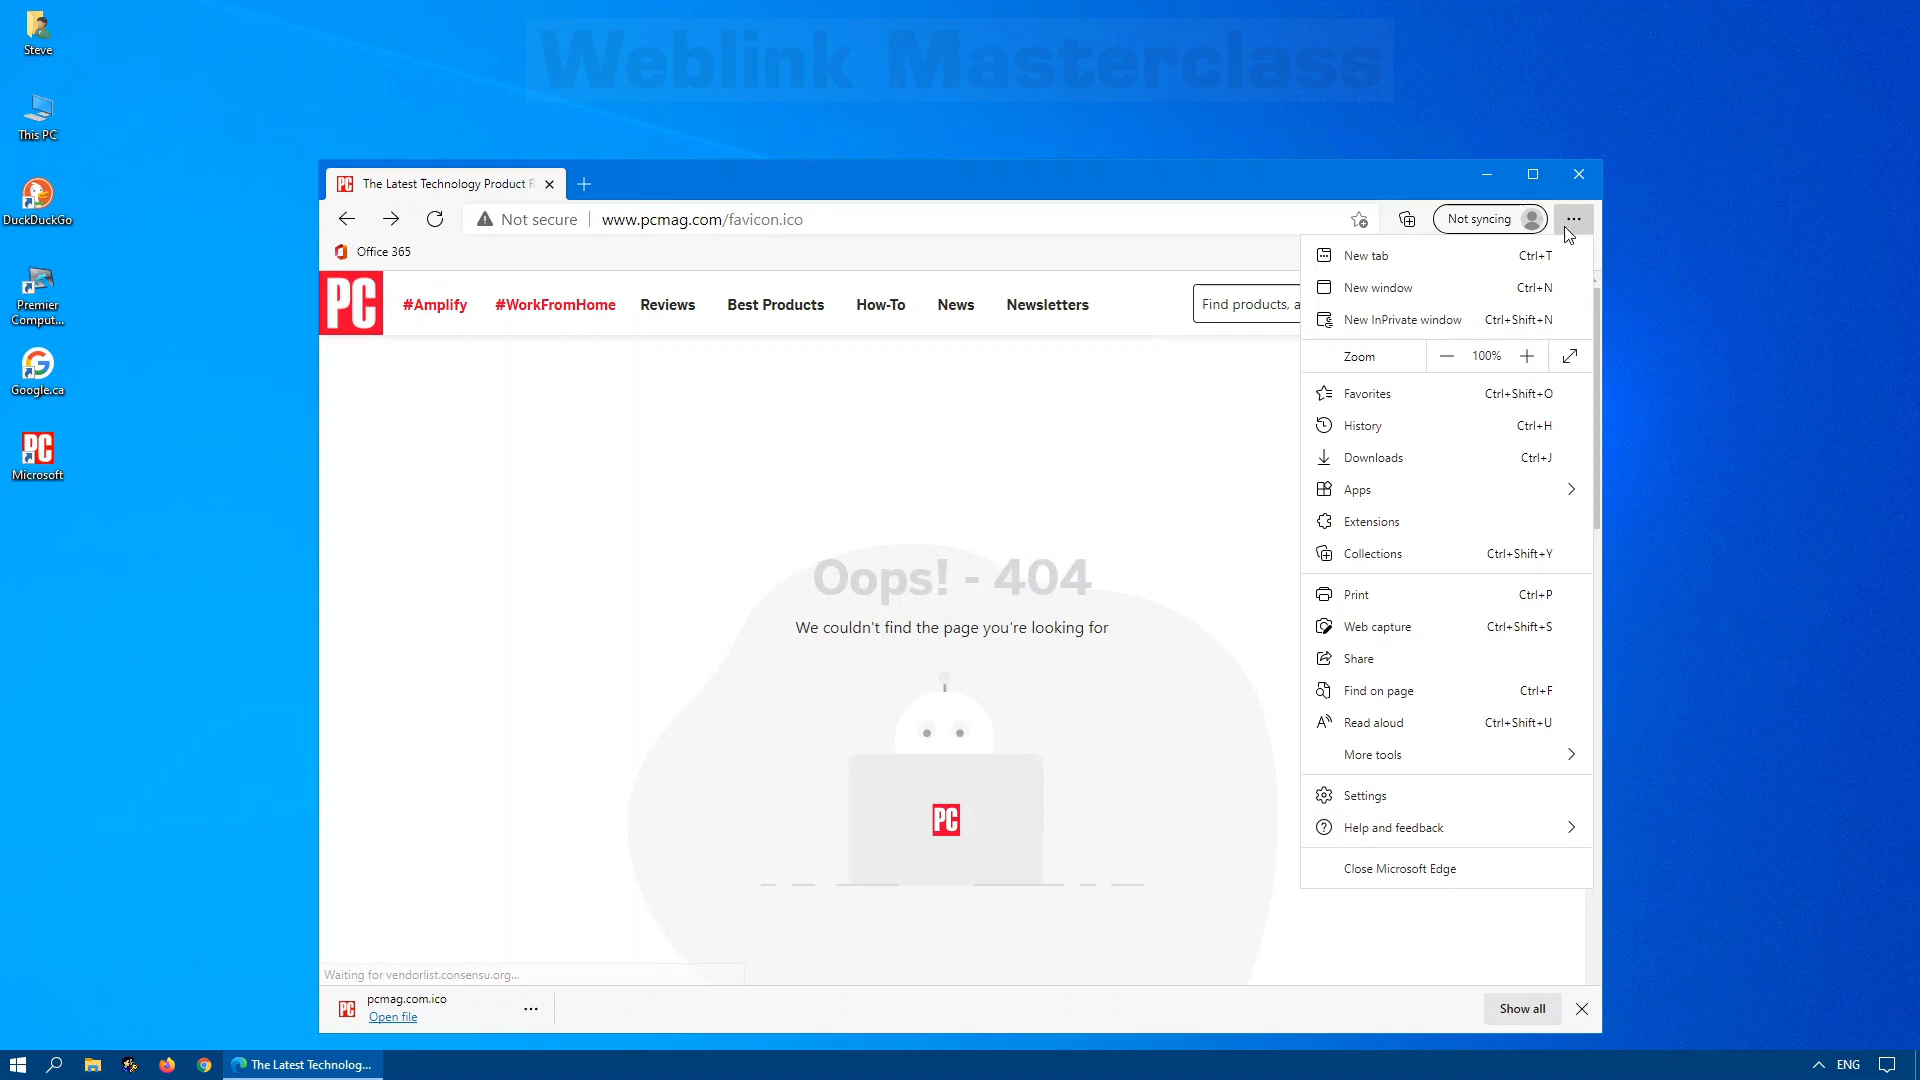 Weblink Masterclass
Steve
This PC
DuckDuckGo
Premier
Comput...
Google.ca
PC
Microsoft
PC The Latest Technology Product R
Not secure www.pcmag.com/favicon.ico
Not syncing
Office 365
PC #Amplify #WorkFromHome Reviews Best Products How-To News Newsletters Find products, a
New tab Ctrl+T
New window Ctrl+N
New InPrivate window Ctrl+Shift+N
Zoom 100%
Favorites Ctrl+Shift+O
History Ctrl+H
Downloads Ctrl+J
Apps
Extensions
Collections Ctrl+Shift+Y
Print Ctrl+P
Web capture Ctrl+Shift+S
Share
Find on page Ctrl+F
Read aloud Ctrl+Shift+U
More tools
Settings
Help and feedback
Close Microsoft Edge
Oops! - 404
We couldn't find the page you're looking for
PC
Waiting for vendorlist.consensu.org...
PC pcmag.com.ico
Open file
Show all
The Latest Technolog...
ENG